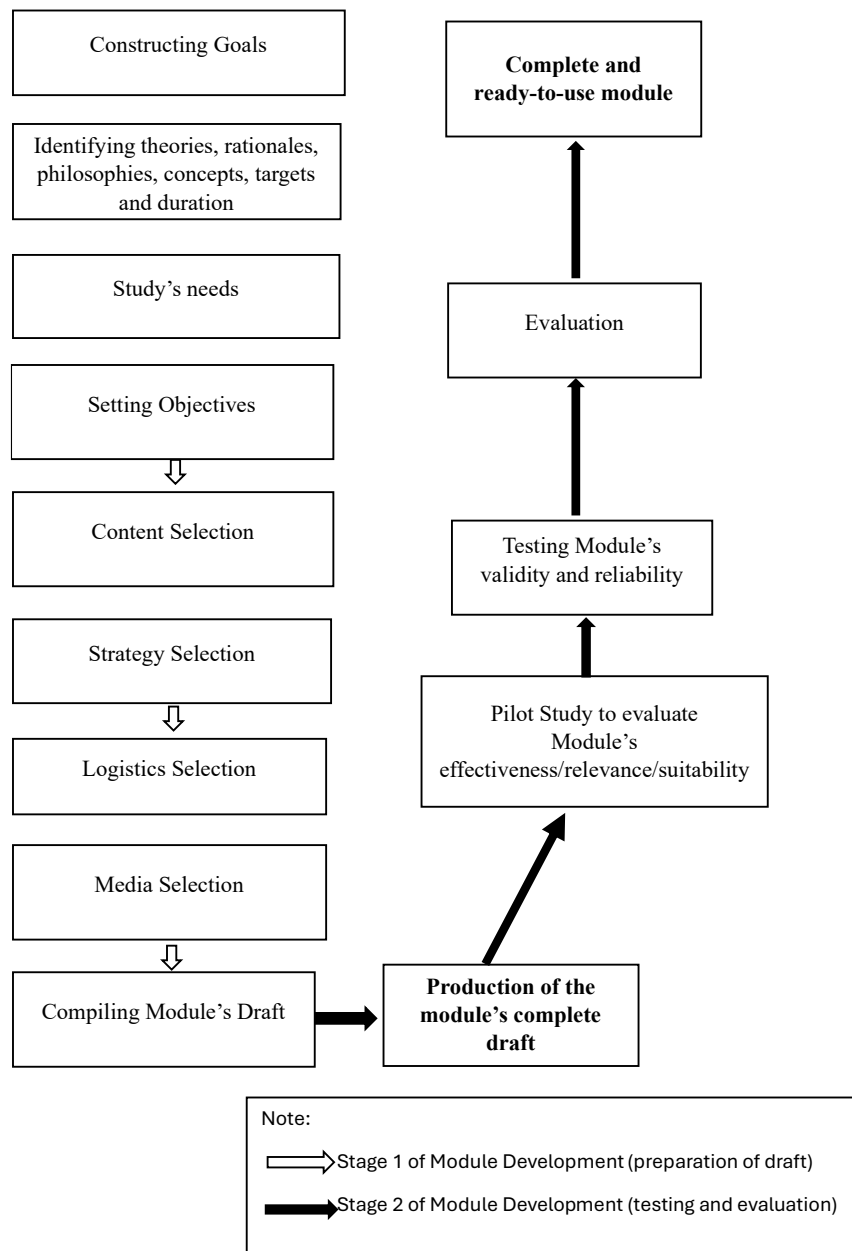 Constructing Goals
Identifying theories, rationales,
philosophies, concepts, targets
and duration
Study’s needs
Setting Objectives
Content Selection
Strategy Selection
Logistics Selection
Media Selection
Compiling Module’s Draft
Production of the
module’s complete
draft
Pilot Study to evaluate
Module’s
effectiveness/relevance/suitability
Testing Module’s
validity and reliability
Evaluation
Complete and
ready-to-use module
Note:
Stage 1 of Module Development (preparation of draft)
Stage 2 of Module Development (testing and evaluation)